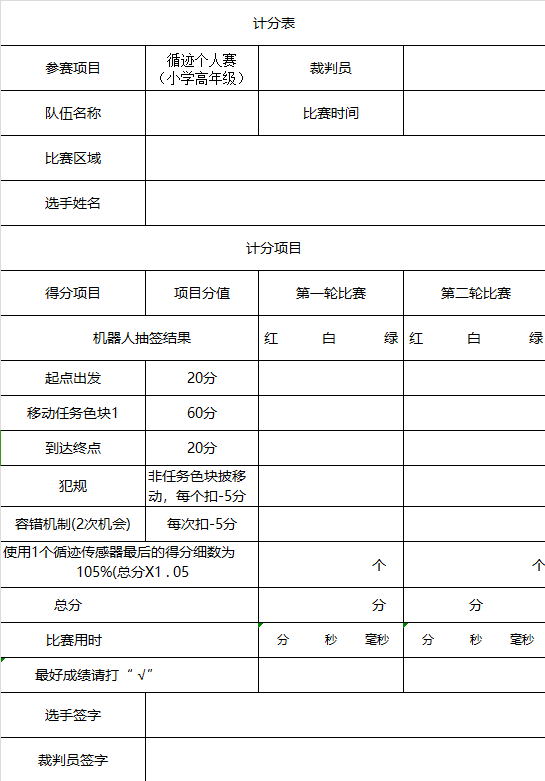 计分表
参赛项目 循迹个人赛 裁判员
（小学高年级）
队伍名称 比赛时间
比赛区域
选手姓名
计分项目
得分项目 项目分值 第一轮比赛 第二轮比赛
机器人抽签结果 红 白 绿 红 白 绿
起点出发 20分
移动任务色块1 60分
到达终点 20分
犯规 非任务色块披移
动，每个扣-5分
容错机制(2次机会) 每次扣-5分
使用1个循迹传感器最后的得分细数为
105%(总分X1．05 个 个
总分 分 分
比赛用时 分 秒 毫秒 分 秒 毫秒
最好成绩请打“√”
选手签字
裁判员签字